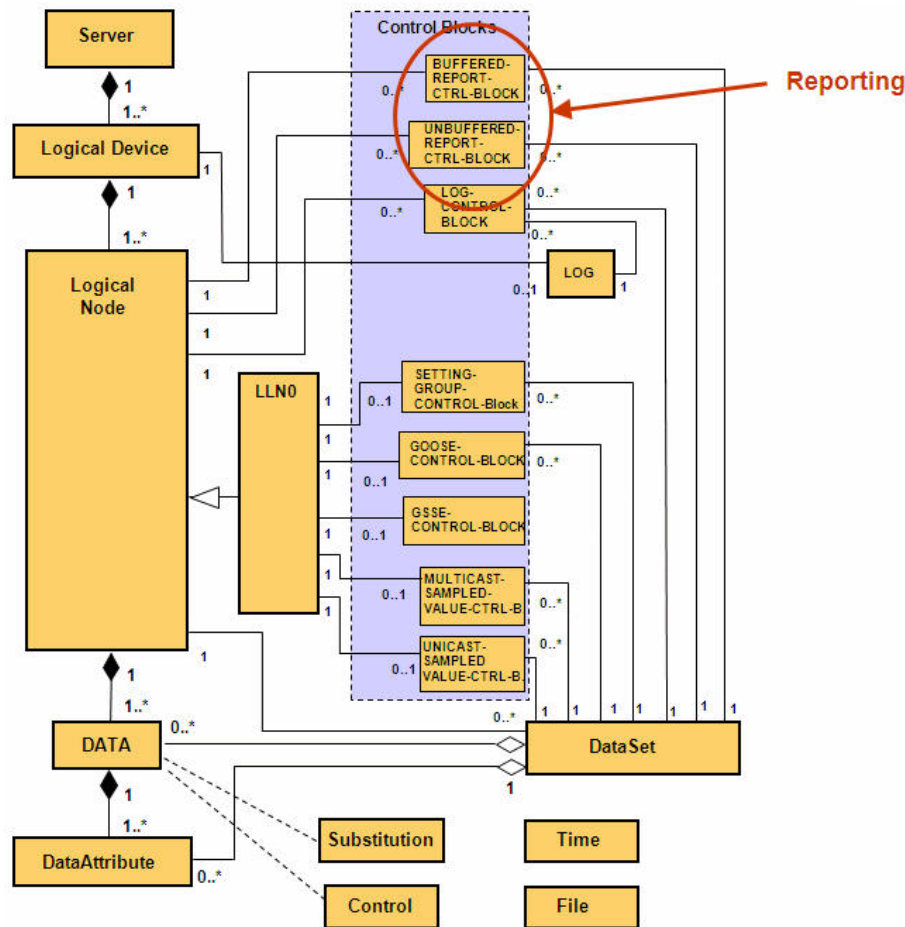 Server
Control Blocks
BUFFERED-
REPORT-
CTRL-BLOCK
0..*
0..*
Reporting
1
1..*
Logical Device
1
UNBUFFERED-
REPORT-
CTRL-BLOCK
0..*
0..*
1
1..*
LOG-
CONTROL-
BLOCK
0..*
0..*
0..*
LOG
0..1
1
Logical
Node
1
1
1
LLN0
SETTING-
GROUP-
CONTROL-Block
1
0..1
0..*
GOOSE-
CONTROL-BLOCK
1
1
0..1
0..*
GSSE-
CONTROL-BLOCK
1
0..1
MULTICAST-
SAMPLED-
VALUE-CTRL-B.
1
0..1
0..*
UNICAST-
SAMPLED
VALUE-CTRL-B.
1
0..1
0..*
1
1
1..*
0..*
1
1
1
1
1
1
1
DATA
0..*
DataSet
1
1
1..*
DataAttribute
0..*
Substitution
Time
Control
File